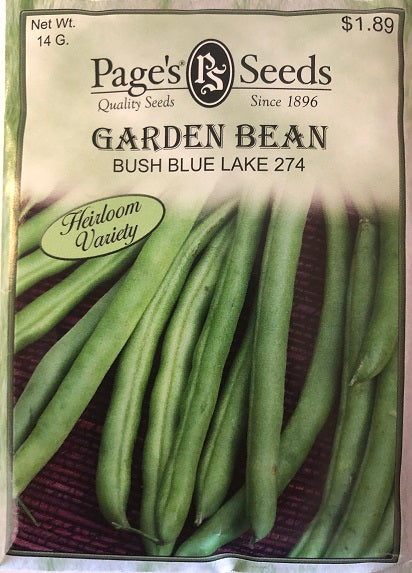 Net Wt.
14 G.
$1.89
Page's® PS Seeds
Quality Seeds Since 1896
GARDEN BEAN
BUSH BLUE LAKE 274
Heirloom
Variety